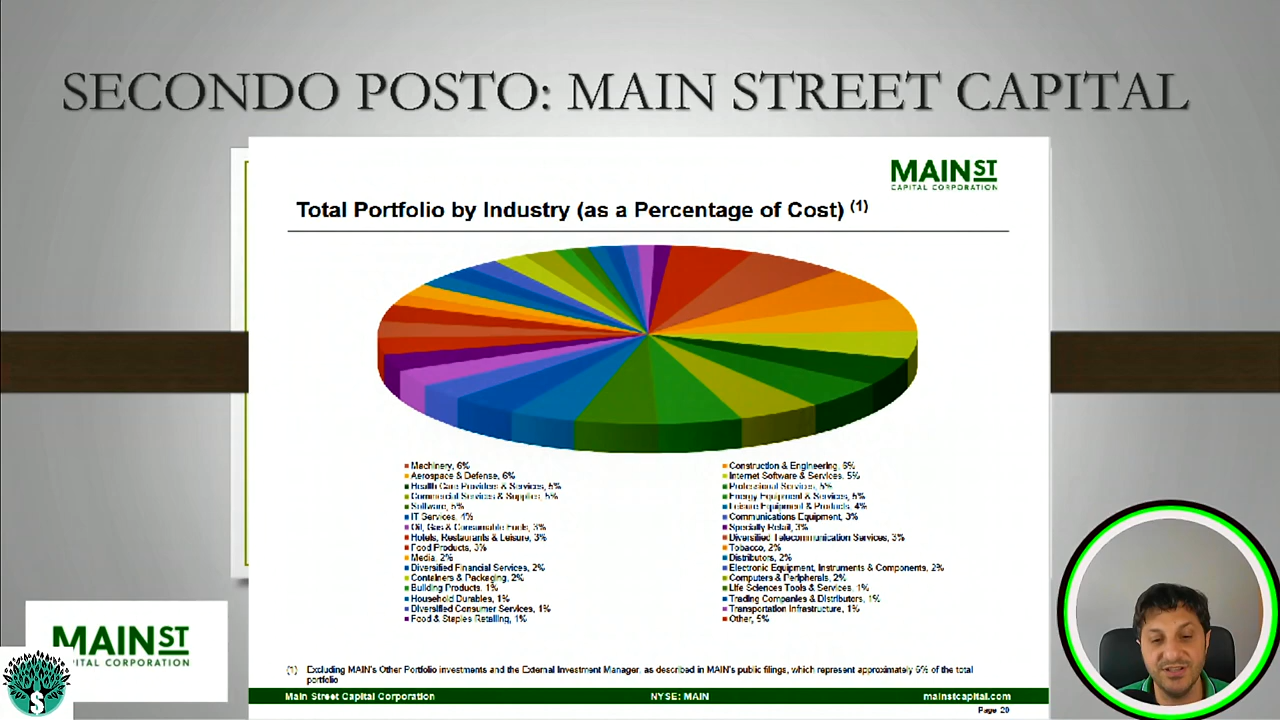 SECONDO POSTO: MAIN STREET CAPITAL
MAIN ST
CAPITAL CORPORATION
Total Portfolio by Industry (as a Percentage of Cost) (1)
Machinery, 6%
Aerospace & Defense, 6%
Health Care Providers & Services, 5%
Commercial Services & Supplies, 5%
Software, 5%
IT Services, 4%
Oil, Gas & Consumable Fuels, 3%
Hotels, Restaurants & Leisure, 3%
Food Products, 3%
Media, 2%
Diversified Financial Services, 2%
Containers & Packaging, 2%
Building Products, 1%
Household Durables, 1%
Diversified Consumer Services, 1%
Food & Staples Retailing, 1%
Construction & Engineering, 6%
Internet Software & Services, 5%
Professional Services, 5%
Energy Equipment & Services, 5%
Leisure Equipment & Products, 4%
Communications Equipment, 3%
Specialty Retail, 3%
Diversified Telecommunication Services, 3%
Tobacco, 2%
Distributors, 2%
Electronic Equipment, Instruments & Components, 2%
Computers & Peripherals, 2%
Life Sciences Tools & Services, 1%
Trading Companies & Distributors, 1%
Transportation Infrastructure, 1%
Other, 5%
(1) Excluding MAIN's Other Portfolio investments and the External Investment Manager, as described in MAIN's public filings, which represent approximately 6% of the total
portfolio
Main Street Capital Corporation NYSE: MAIN mainstcapital.com
Page 20
MAIN ST
CAPITAL CORPORATION
$